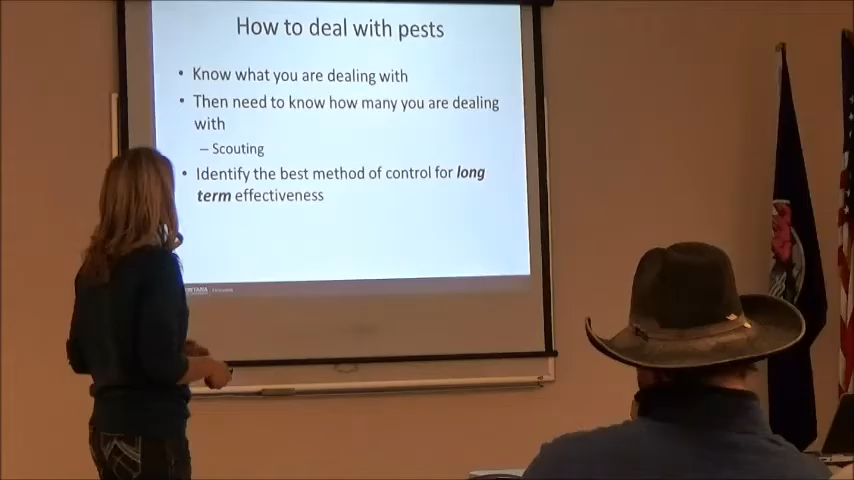 How to deal with pests
• Know what you are dealing with
• Then need to know how many you are dealing
with
– Scouting
• Identify the best method of control for long
term effectiveness